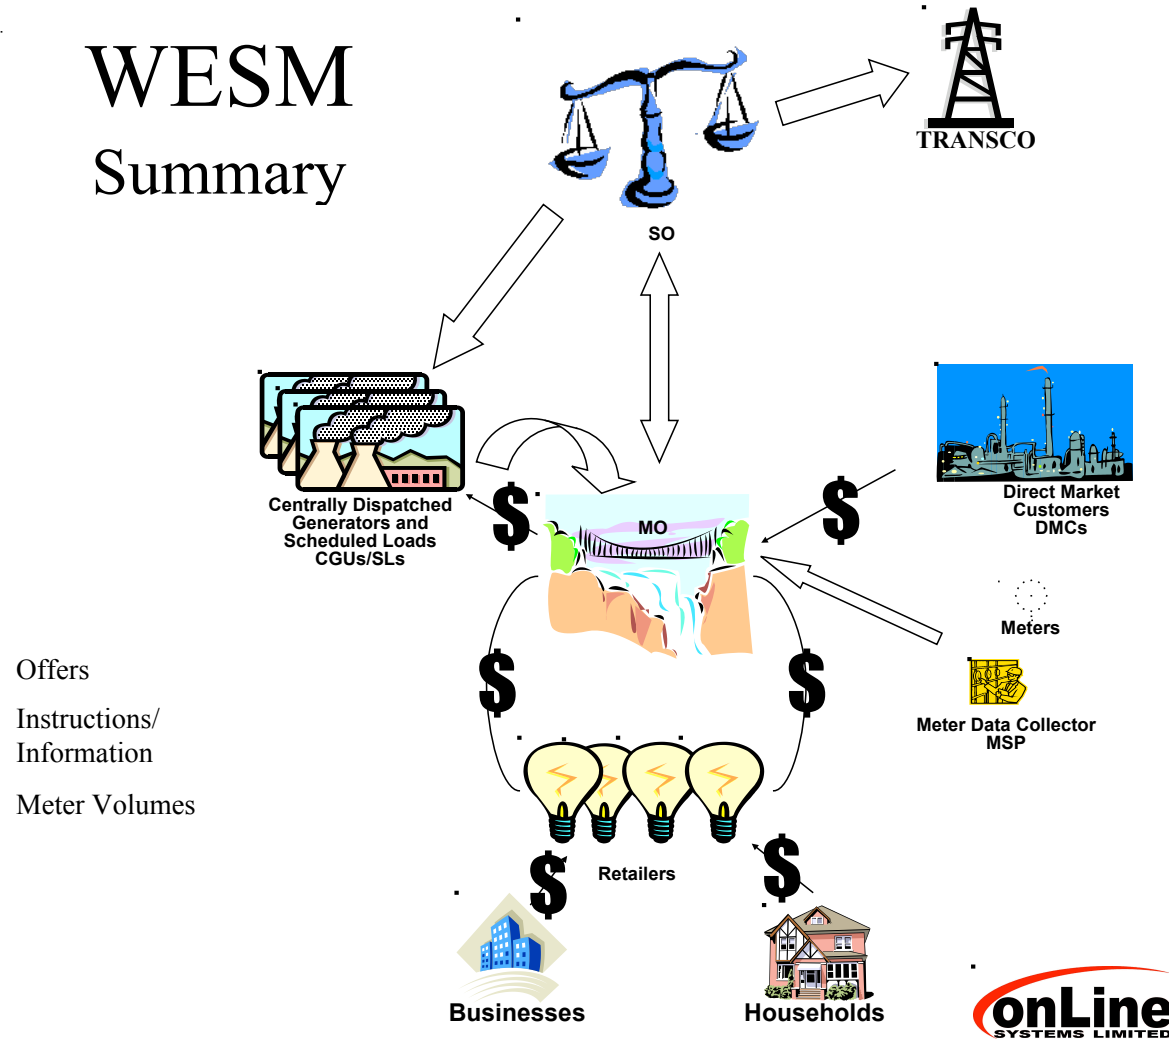 WESM
Summary
TRANSCO
SO
Centrally Dispatched
Generators and
Scheduled Loads
CGUs/SLs
$
MO
$
Direct Market
Customers
DMCs
Meters
Meter Data Collector
MSP
Offers
Instructions/
Information
Meter Volumes
$
$
Retailers
$
$
Businesses
Households
onLine
SYSTEMS LIMITED